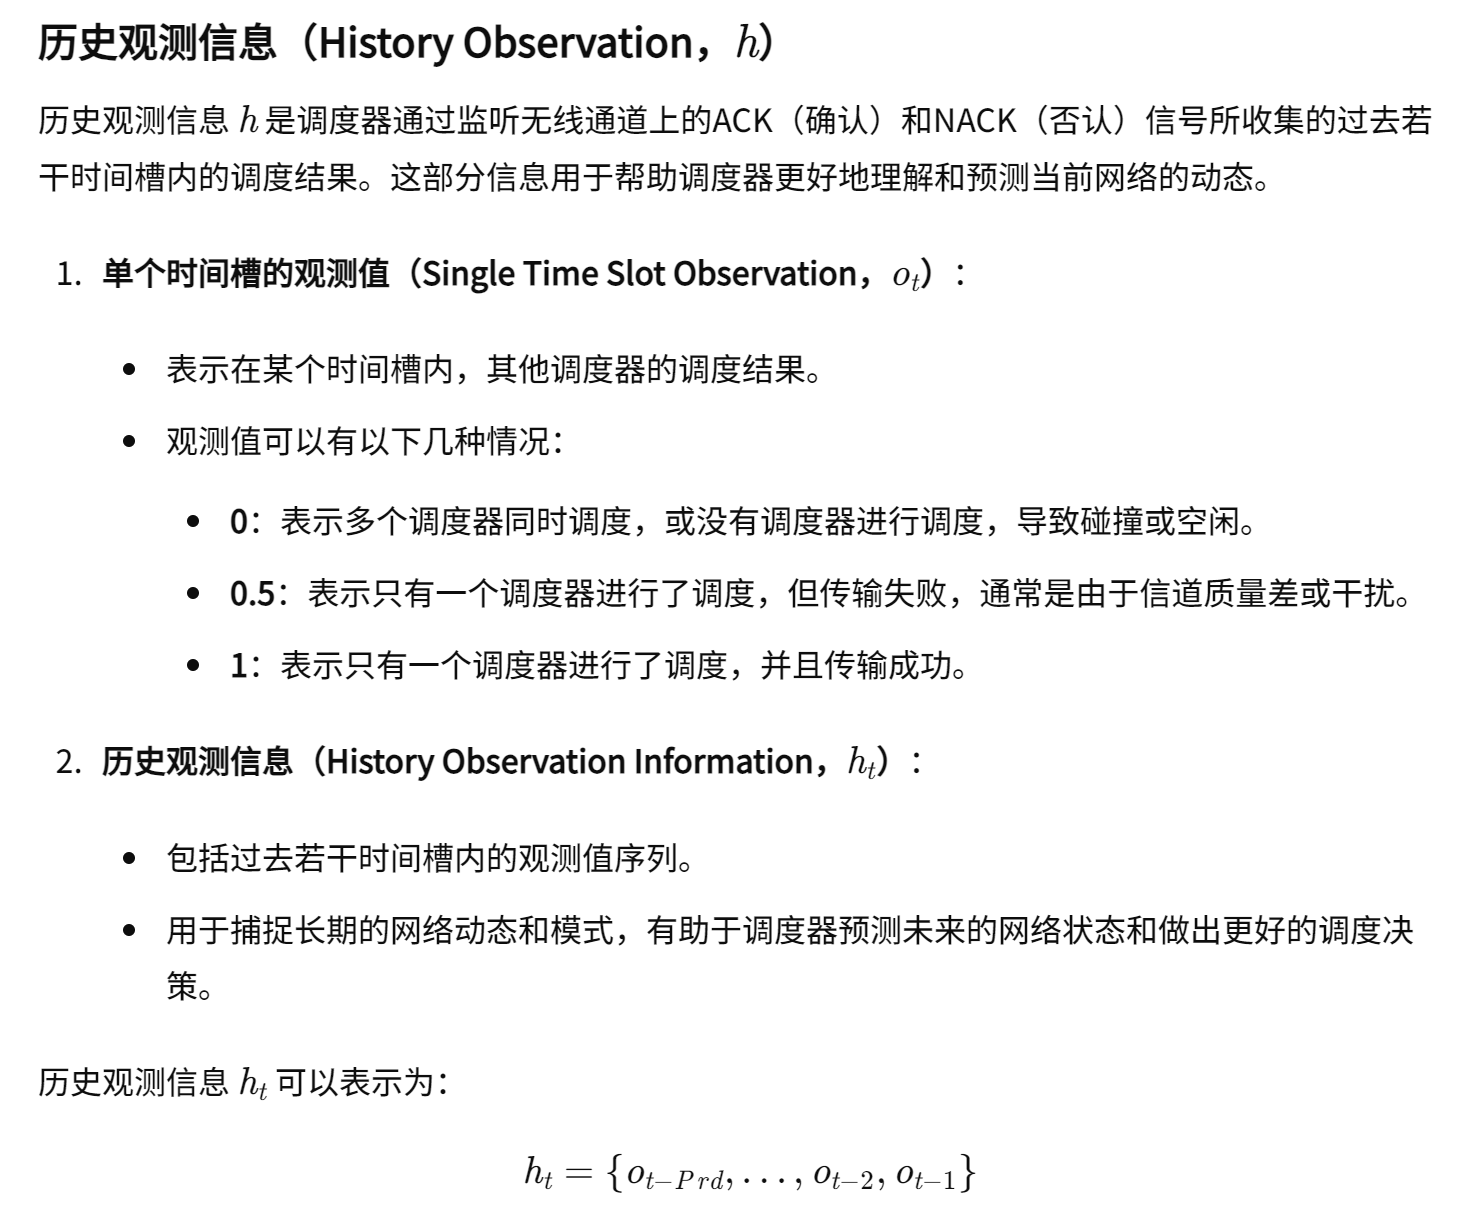 历史观测信息（History Observation，h）
历史观测信息 h 是调度器通过监听无线通道上的ACK（确认）和NACK（否认）信号所收集的过去若
干时间槽内的调度结果。这部分信息用于帮助调度器更好地理解和预测当前网络的动态。
1. 单个时间槽的观测值（Single Time Slot Observation，o_t）：
• 表示在某个时间槽内，其他调度器的调度结果。
• 观测值可以有以下几种情况：
• 0：表示多个调度器同时调度，或没有调度器进行调度，导致碰撞或空闲。
• 0.5：表示只有一个调度器进行了调度，但传输失败，通常是由于信道质量差或干扰。
• 1：表示只有一个调度器进行了调度，并且传输成功。
2. 历史观测信息（History Observation Information，h_t）：
• 包括过去若干时间槽内的观测值序列。
• 用于捕捉长期的网络动态和模式，有助于调度器预测未来的网络状态和做出更好的调度决
策。
历史观测信息 h_t 可以表示为：
h_t = {o_{t−Prd}, . . . , o_{t−2}, o_{t−1}}